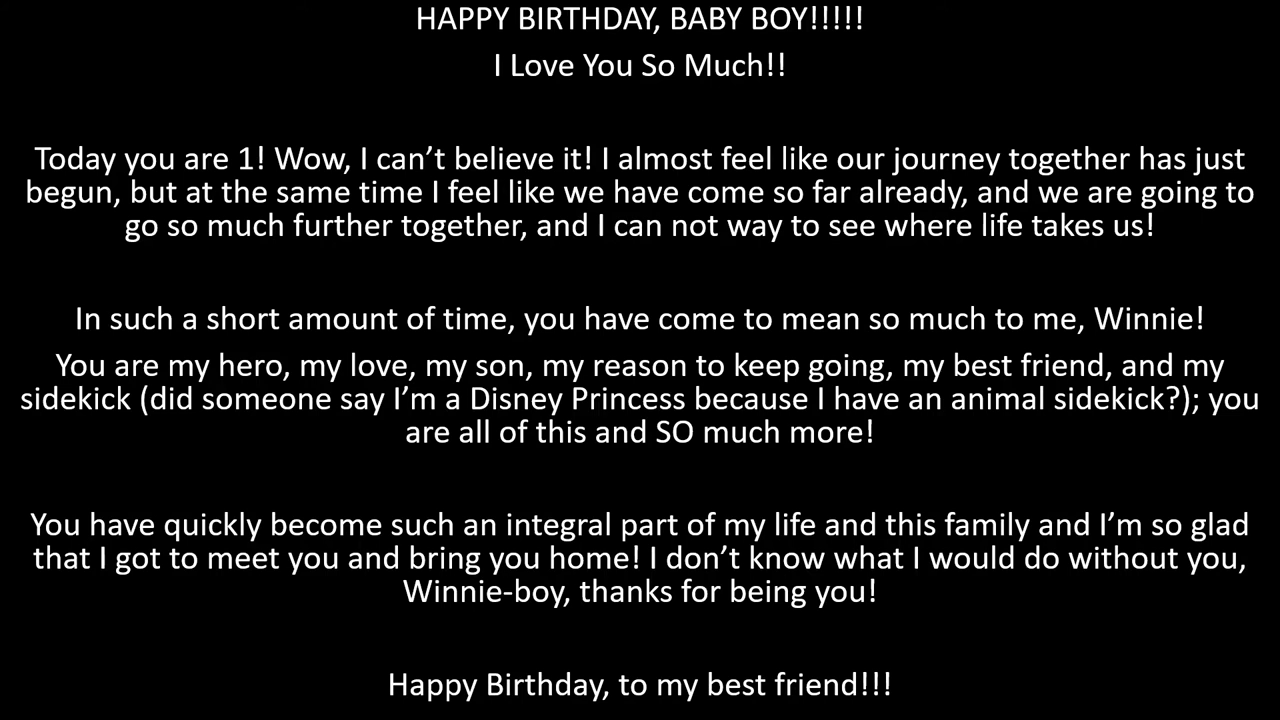 HAPPY BIRTHDAY, BABY BOY!!!!!
I Love You So Much!!
Today you are 1! Wow, I can’t believe it! I almost feel like our journey together has just
begun, but at the same time I feel like we have come so far already, and we are going to
go so much further together, and I can not way to see where life takes us!
In such a short amount of time, you have come to mean so much to me, Winnie!
You are my hero, my love, my son, my reason to keep going, my best friend, and my
sidekick (did someone say I’m a Disney Princess because I have an animal sidekick?); you
are all of this and SO much more!
You have quickly become such an integral part of my life and this family and I’m so glad
that I got to meet you and bring you home! I don’t know what I would do without you,
Winnie-boy, thanks for being you!
Happy Birthday, to my best friend!!!